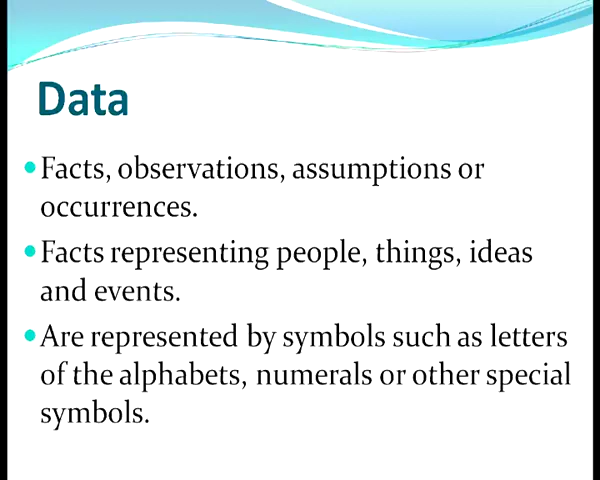 Data
Facts, observations, assumptions or
occurrences.
Facts representing people, things, ideas
and events.
Are represented by symbols such as letters
of the alphabets, numerals or other special
symbols.